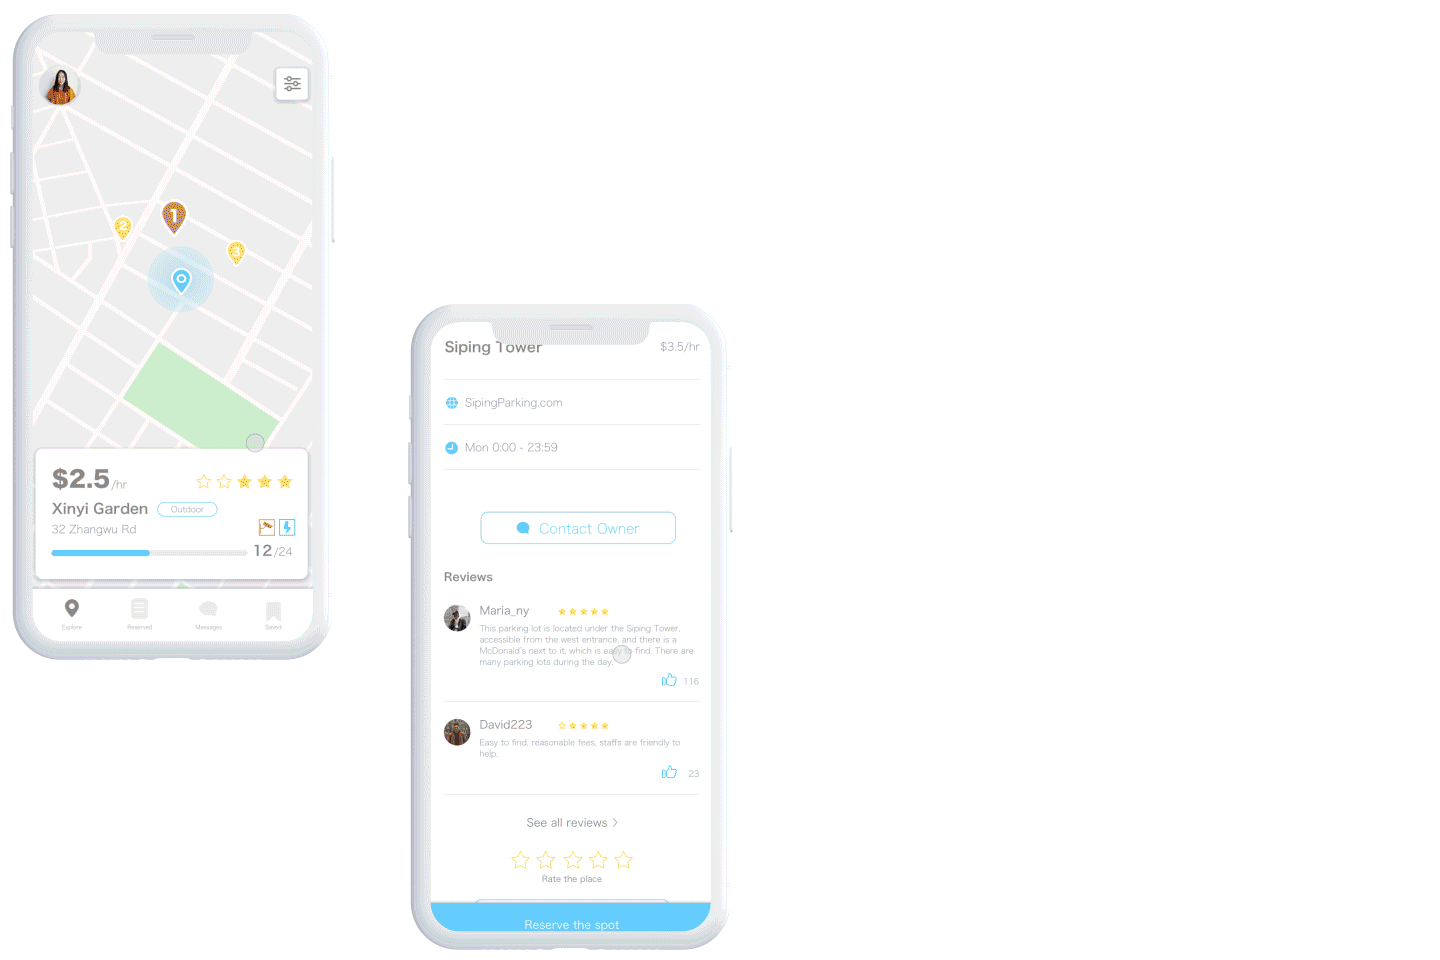 2
1
3
$2.5/hr
Xinyi Garden
Outdoor
32 Zhangwu Rd
12/24
Explore
Reserved
Messages
Saved
Siping Tower
$3.5/hr
SipingParking.com
Mon 0:00 - 23:59
Contact Owner
Reviews
Maria_ny
This parking lot is located under the Siping Tower,
accessible from the west entrance, and there is a
McDonald's next to it, which is easy to find. There are
many parking lots during the day.
116
David223
Easy to find, reasonable fees, staffs are friendly to
help.
23
See all reviews
Rate the place
Reserve the spot